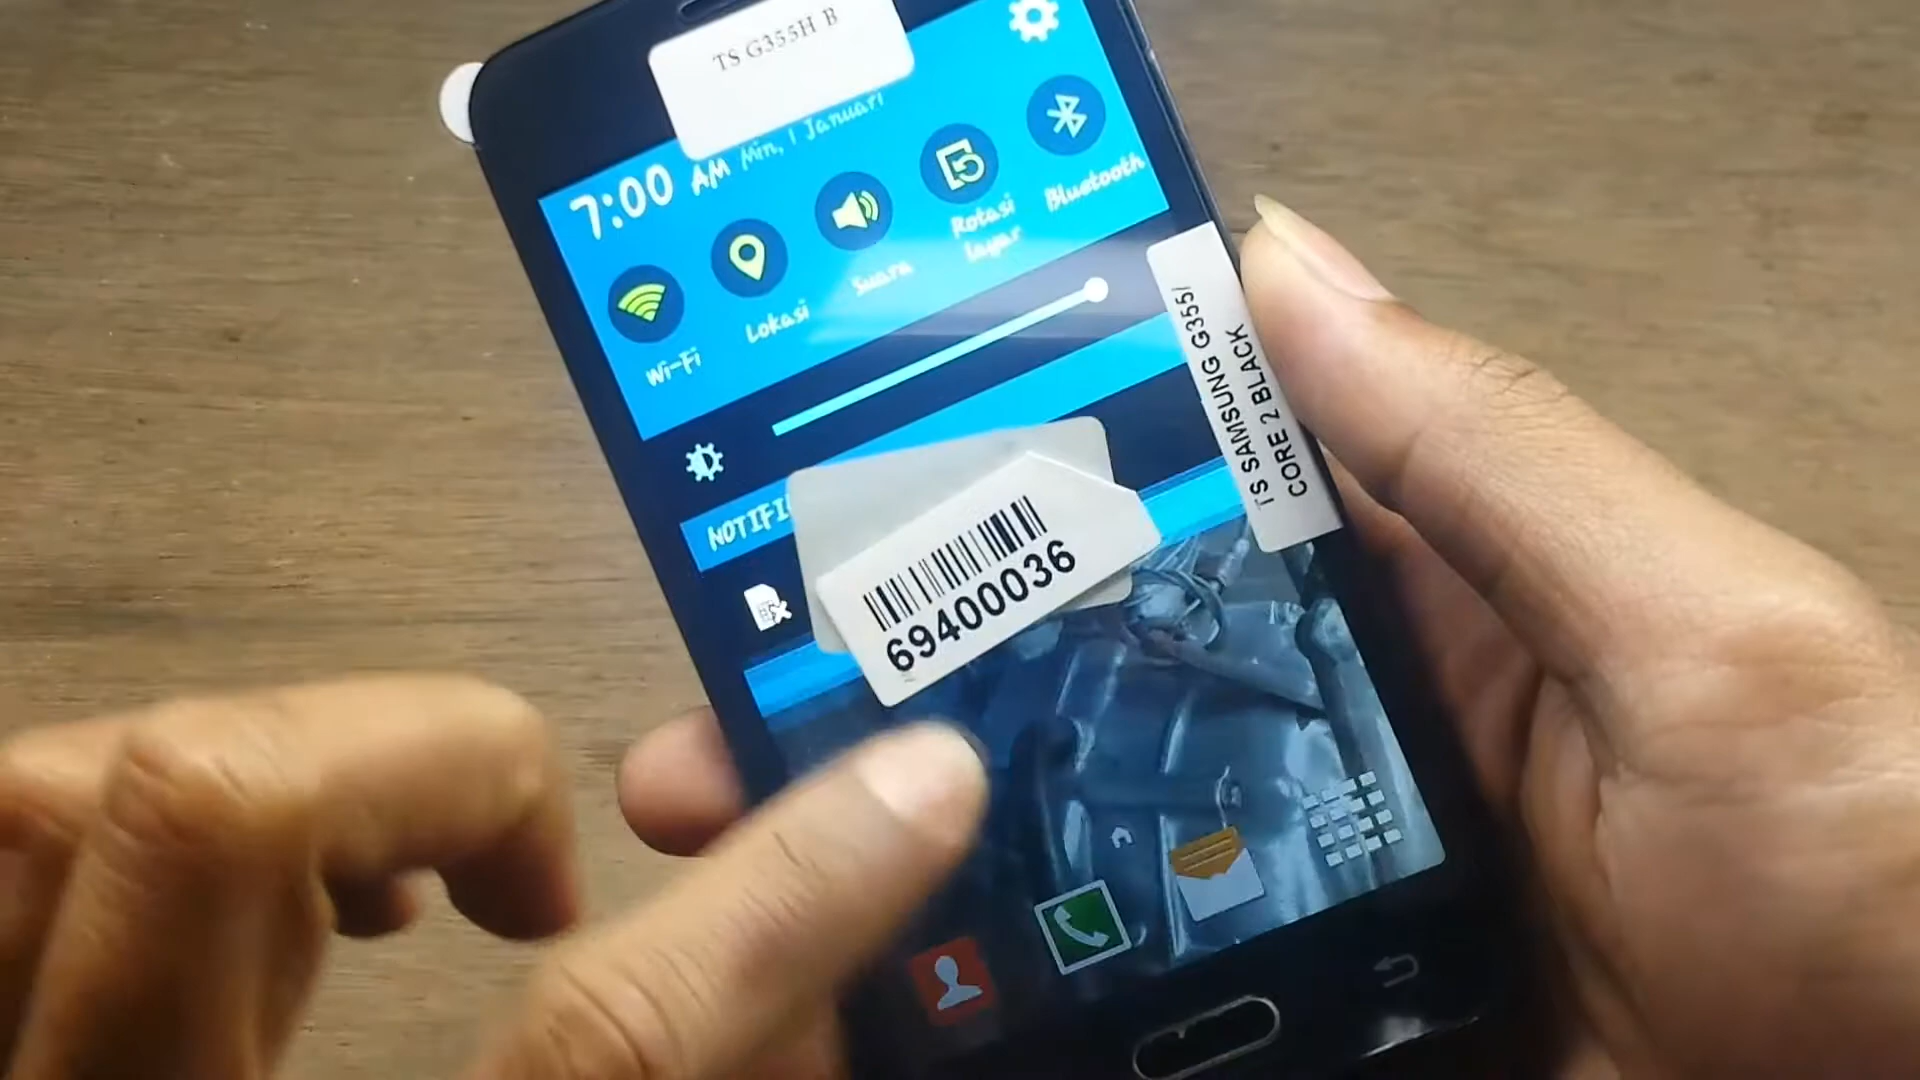 TS G355H B
7:00 AM Min, 1 Januari
Wi-Fi
Lokasi
Suara
Rotasi
layar
Bluetooth
TS SAMSUNG G355/
CORE 2 BLACK
NOTIFI
69400036